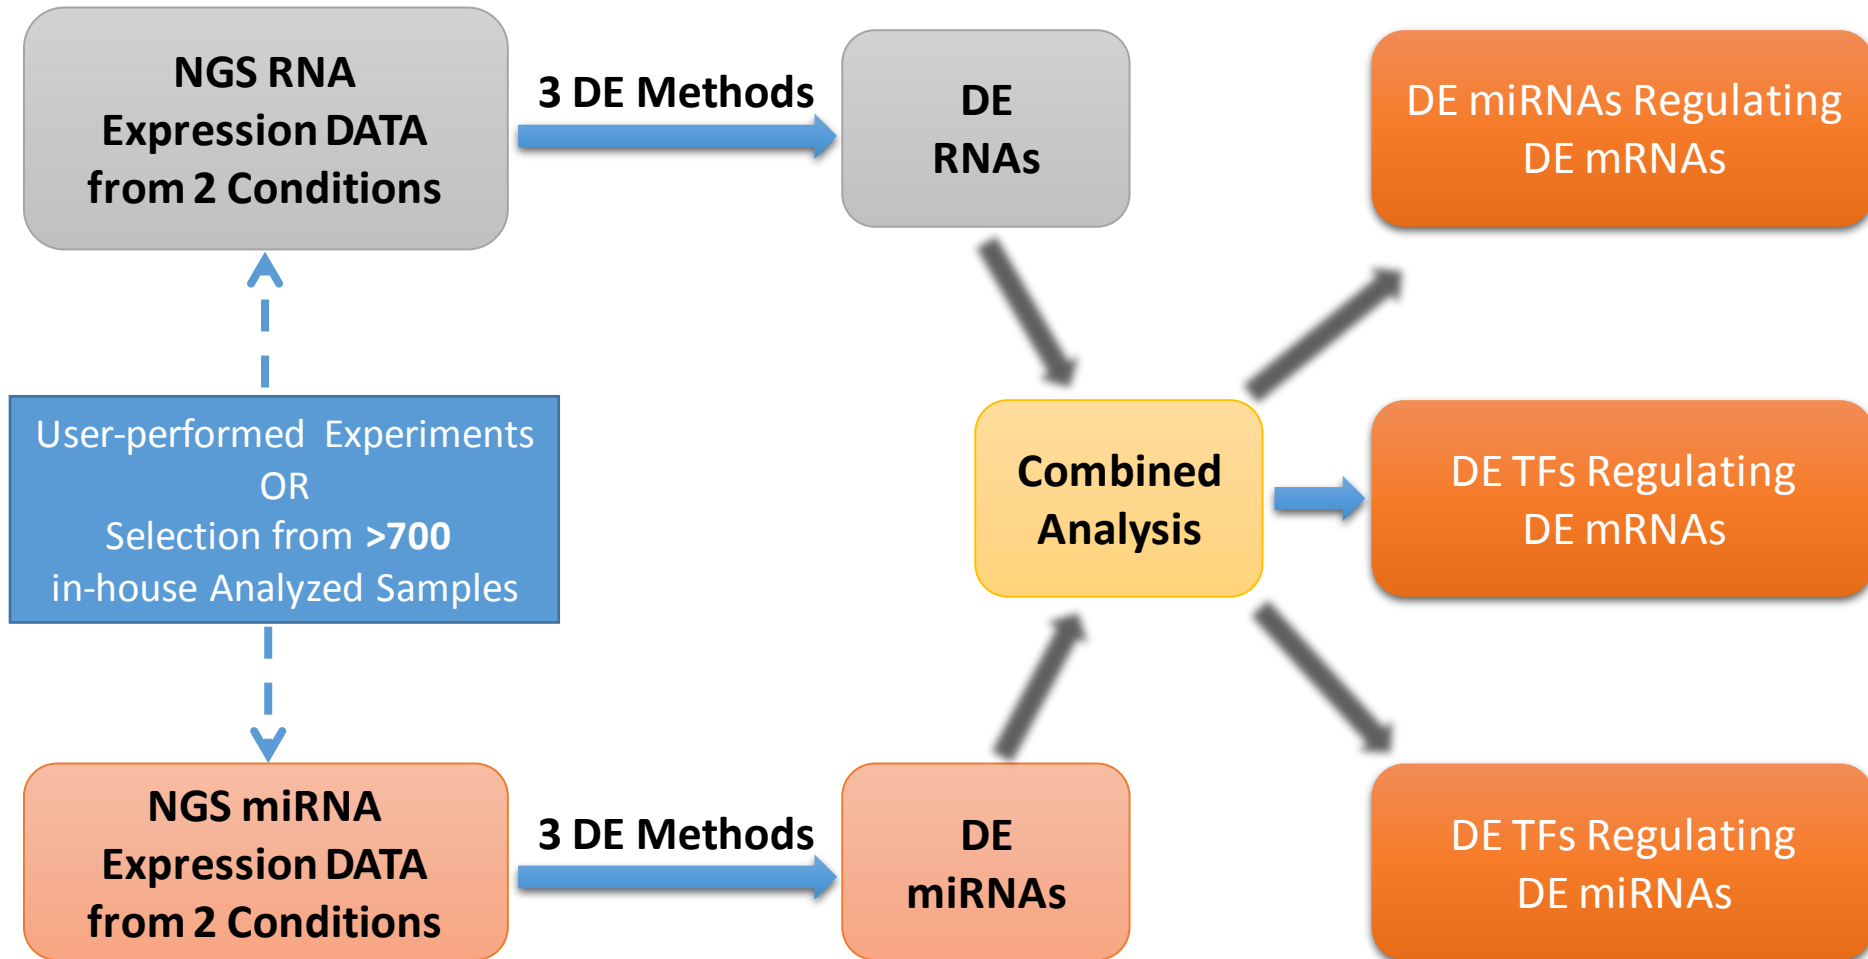 NGS RNA
Expression DATA
from 2 Conditions
3 DE Methods
DE
RNAs
DE miRNAs Regulating
DE mRNAs
User-performed Experiments
OR
Selection from >700
in-house Analyzed Samples
Combined
Analysis
DE TFs Regulating
DE mRNAs
NGS miRNA
Expression DATA
from 2 Conditions
3 DE Methods
DE
miRNAs
DE TFs Regulating
DE miRNAs